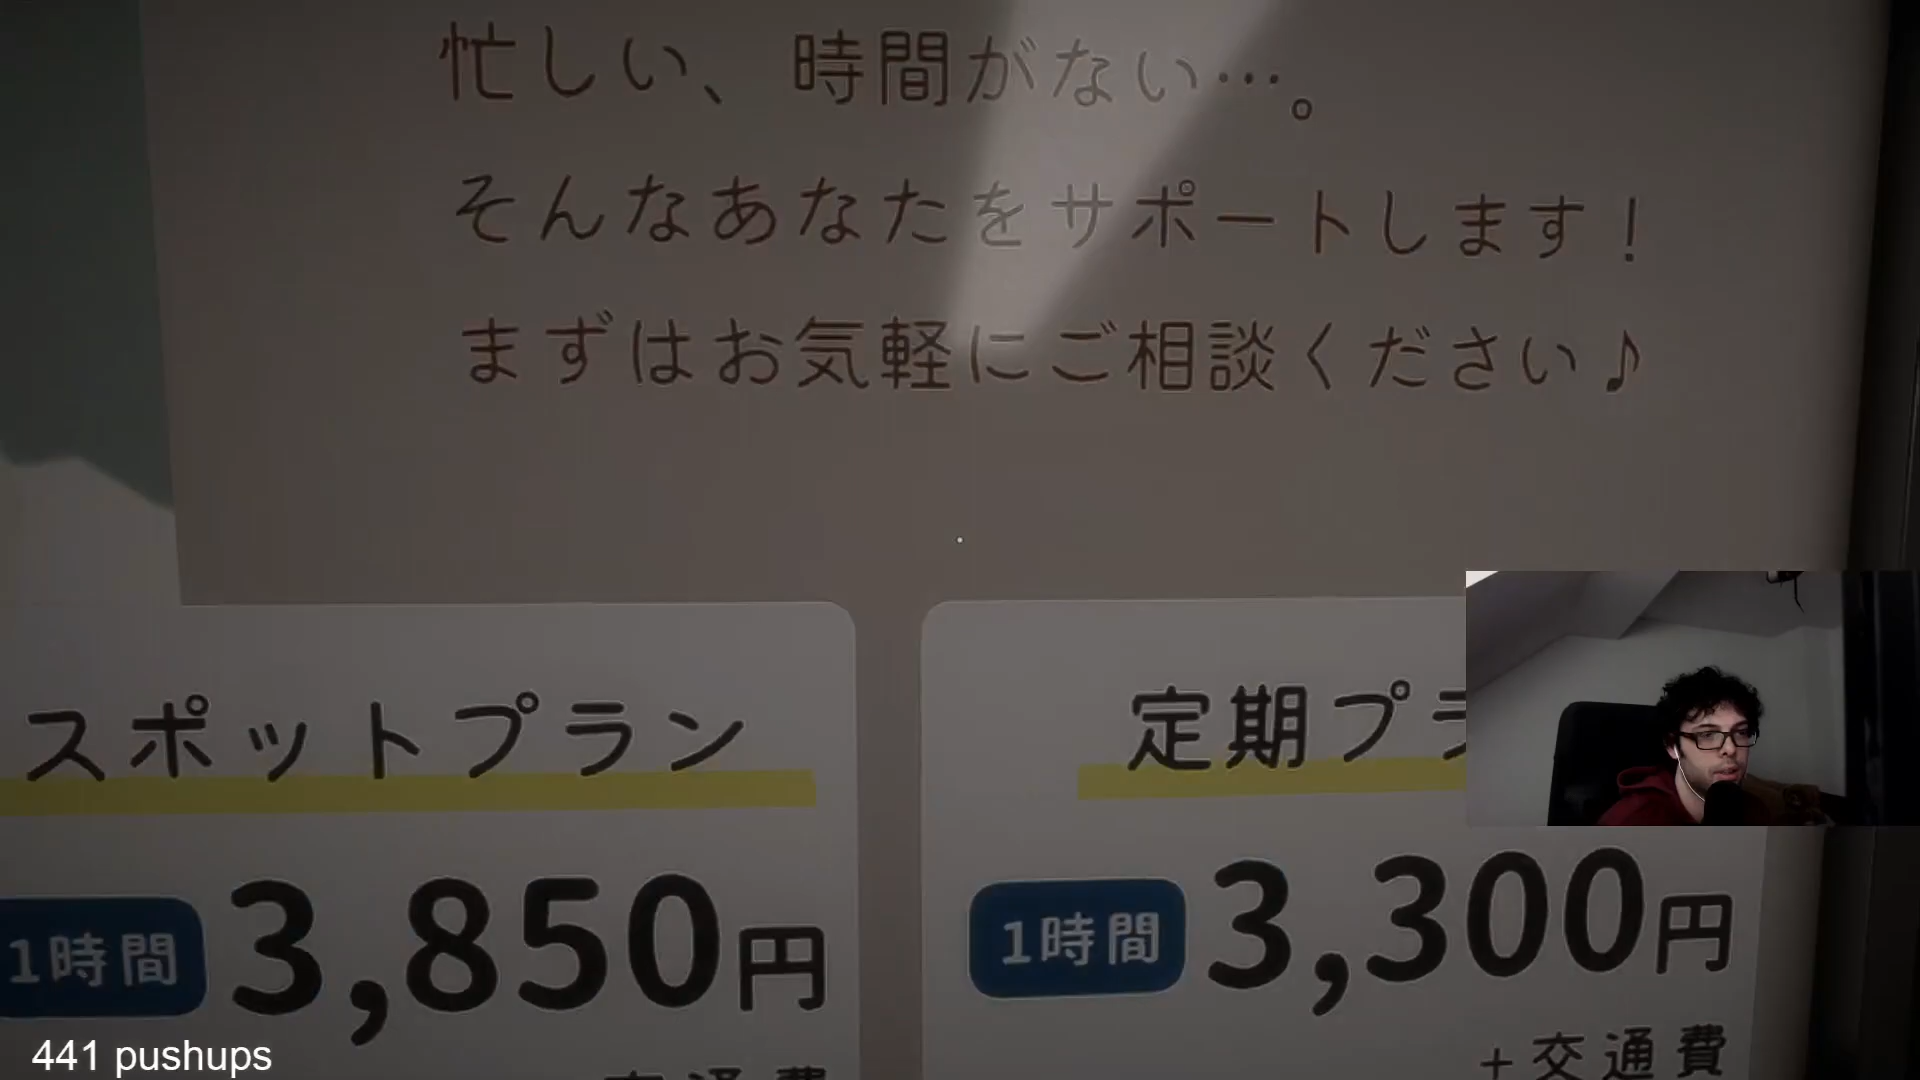 忙しい、時間がない…。
そんなあなたをサポートします!
まずはお気軽にご相談ください♪
スポットプラン
定期プラ
1時間 3,850円
1時間 3,300円
+交通費
交通費
441 pushups